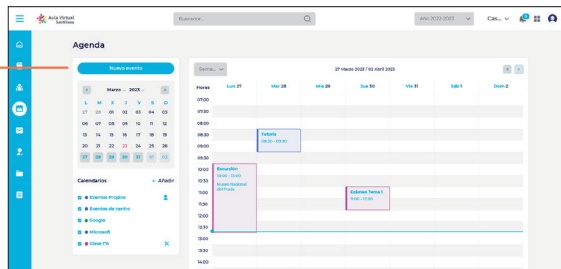 Aula Virtual
Santillana
Buscador...
Año 2022-2023
Cas...
Agenda
Nuevo evento
Sema...
27 Marzo 2023 / 02 Abril 2023
Marzo 2023
L M X J V S D
27 28 01 02 03 04 05
06 07 08 09 10 11 12
13 14 15 16 17 18 19
20 21 22 23 24 25 26
27 28 29 30 31 01 02
Calendarios + Añadir
Eventos Propios
Eventos de centro
Google
Microsoft
Clase 1ºA
Horas Lun 27 Mar 28 Mie 29 Jue 30 Vie 31 Sáb 1 Dom 2
07:00
07:30
08:00
08:30
Tutoría
08:30 - 09:30
09:00
09:30
10:00
Excursión
10:00 - 13:00
10:30
Museo Nacional
del Prado
11:00
Exámen Tema 1
11:00 - 12:00
11:30
12:00
12:30
13:00
13:30
14:00